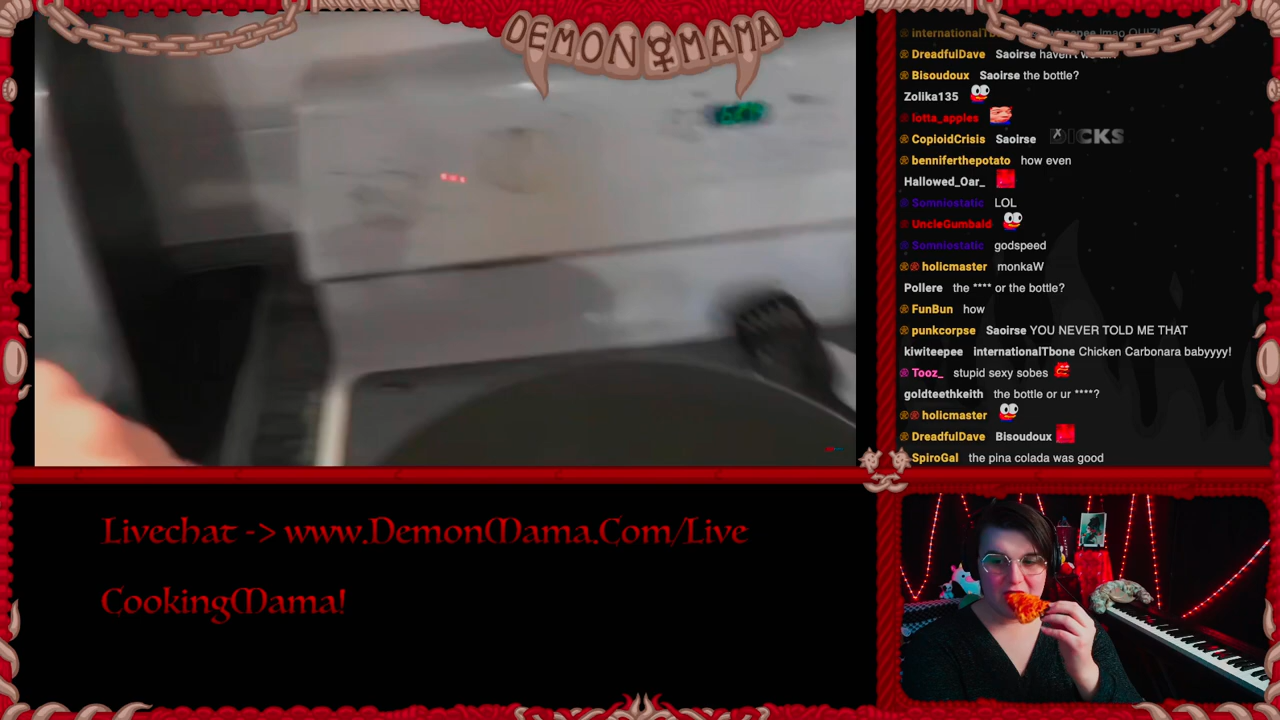 DEMON MAMA
DreadfulDave Saoirse haven't we all
Bisoudoux Saoirse the bottle?
Zolika135
lotta_apples
CopioidCrisis Saoirse DICKS
benniferthepotato how even
Hallowed_Oar_
Somniostatic LOL
UncleGumbald
Somniostatic godspeed
holicmaster monkaW
Pollere the **** or the bottle?
FunBun how
punkcorpse Saoirse YOU NEVER TOLD ME THAT
kiwiteepee internationalTbone Chicken Carbonara babyyyy!
Tooz_ stupid sexy sobes
goldteethkeith the bottle or ur ****?
holicmaster
DreadfulDave Bisoudoux
SpiroGal the pina colada was good
Livechat -> www.DemonMama.Com/Live
CookingMama!